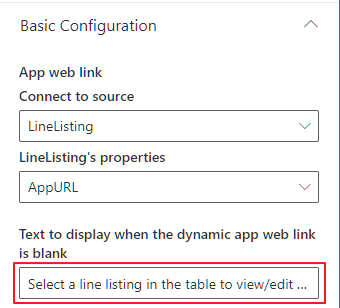 Basic Configuration
App web link
Connect to source
LineListing
LineListing's properties
AppURL
Text to display when the dynamic app web link
is blank
Select a line listing in the table to view/edit ...